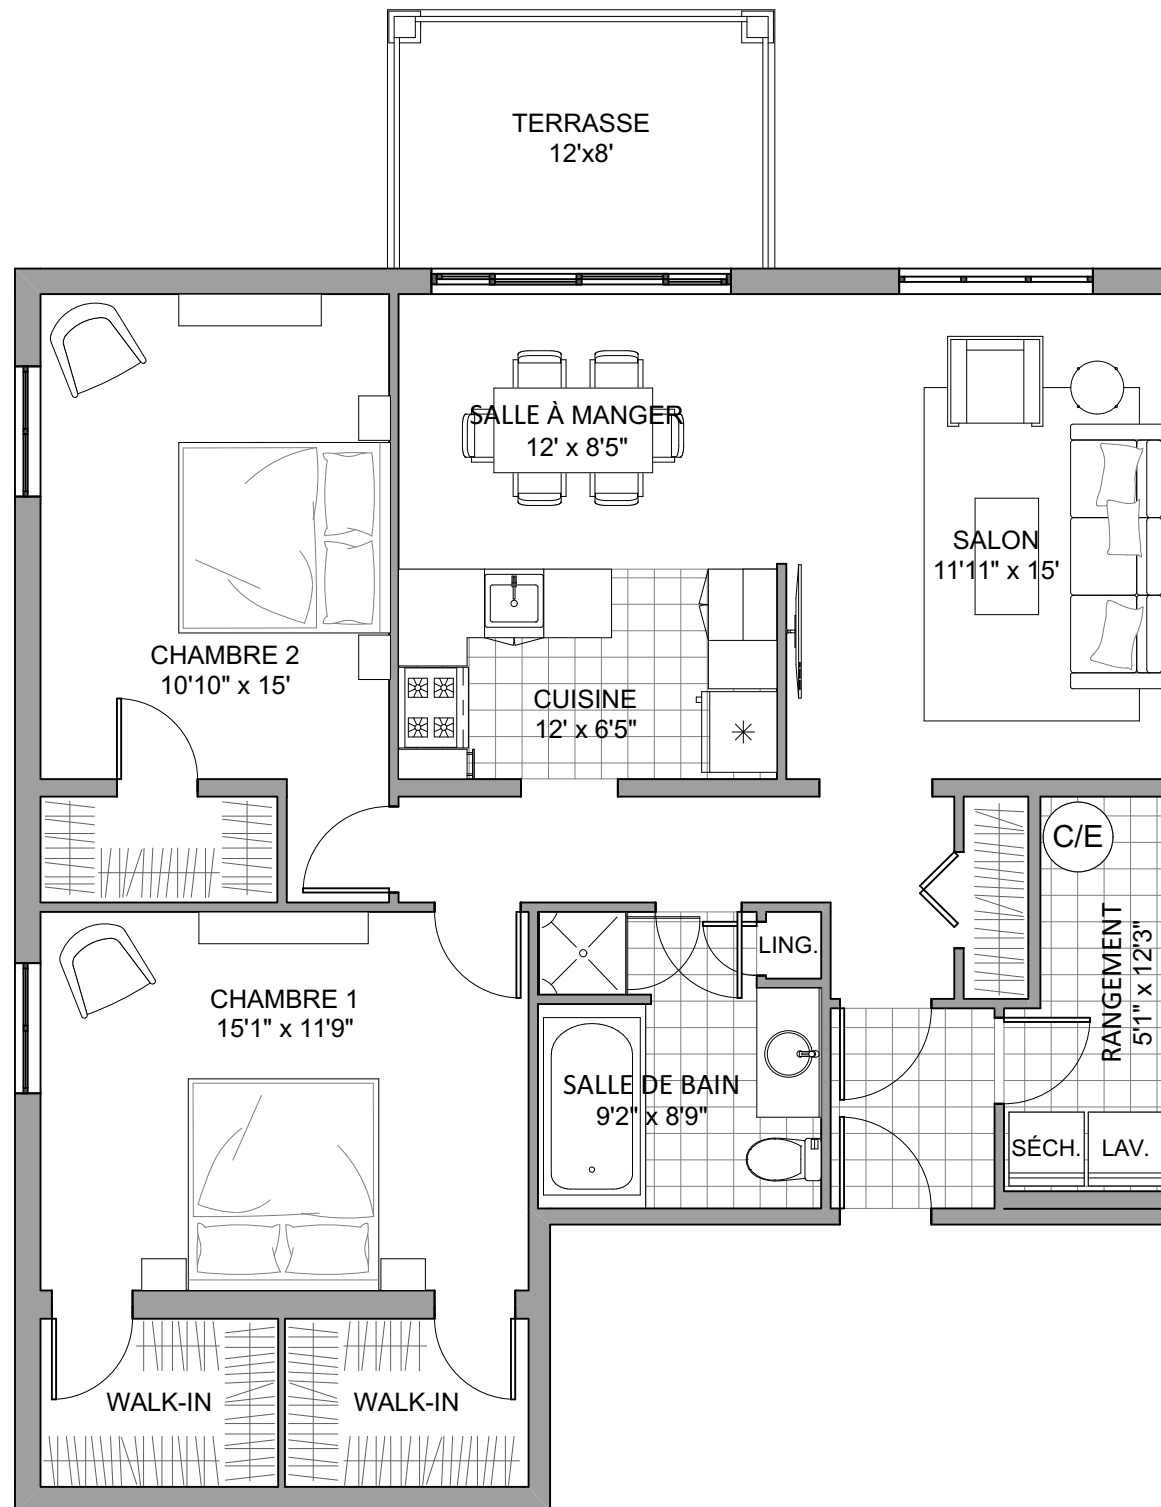 TERRASSE
12'x8'
SALLE À MANGER
12' x 8'5"
SALON
11'11" x 15'
CHAMBRE 2
10'10" x 15'
CUISINE
12' x 6'5"
C/E
RANGEMENT
5'1" x 12'3"
LING.
CHAMBRE 1
15'1" x 11'9"
SALLE DE BAIN
9'2" x 8'9"
SÉCH.
LAV.
WALK-IN
WALK-IN